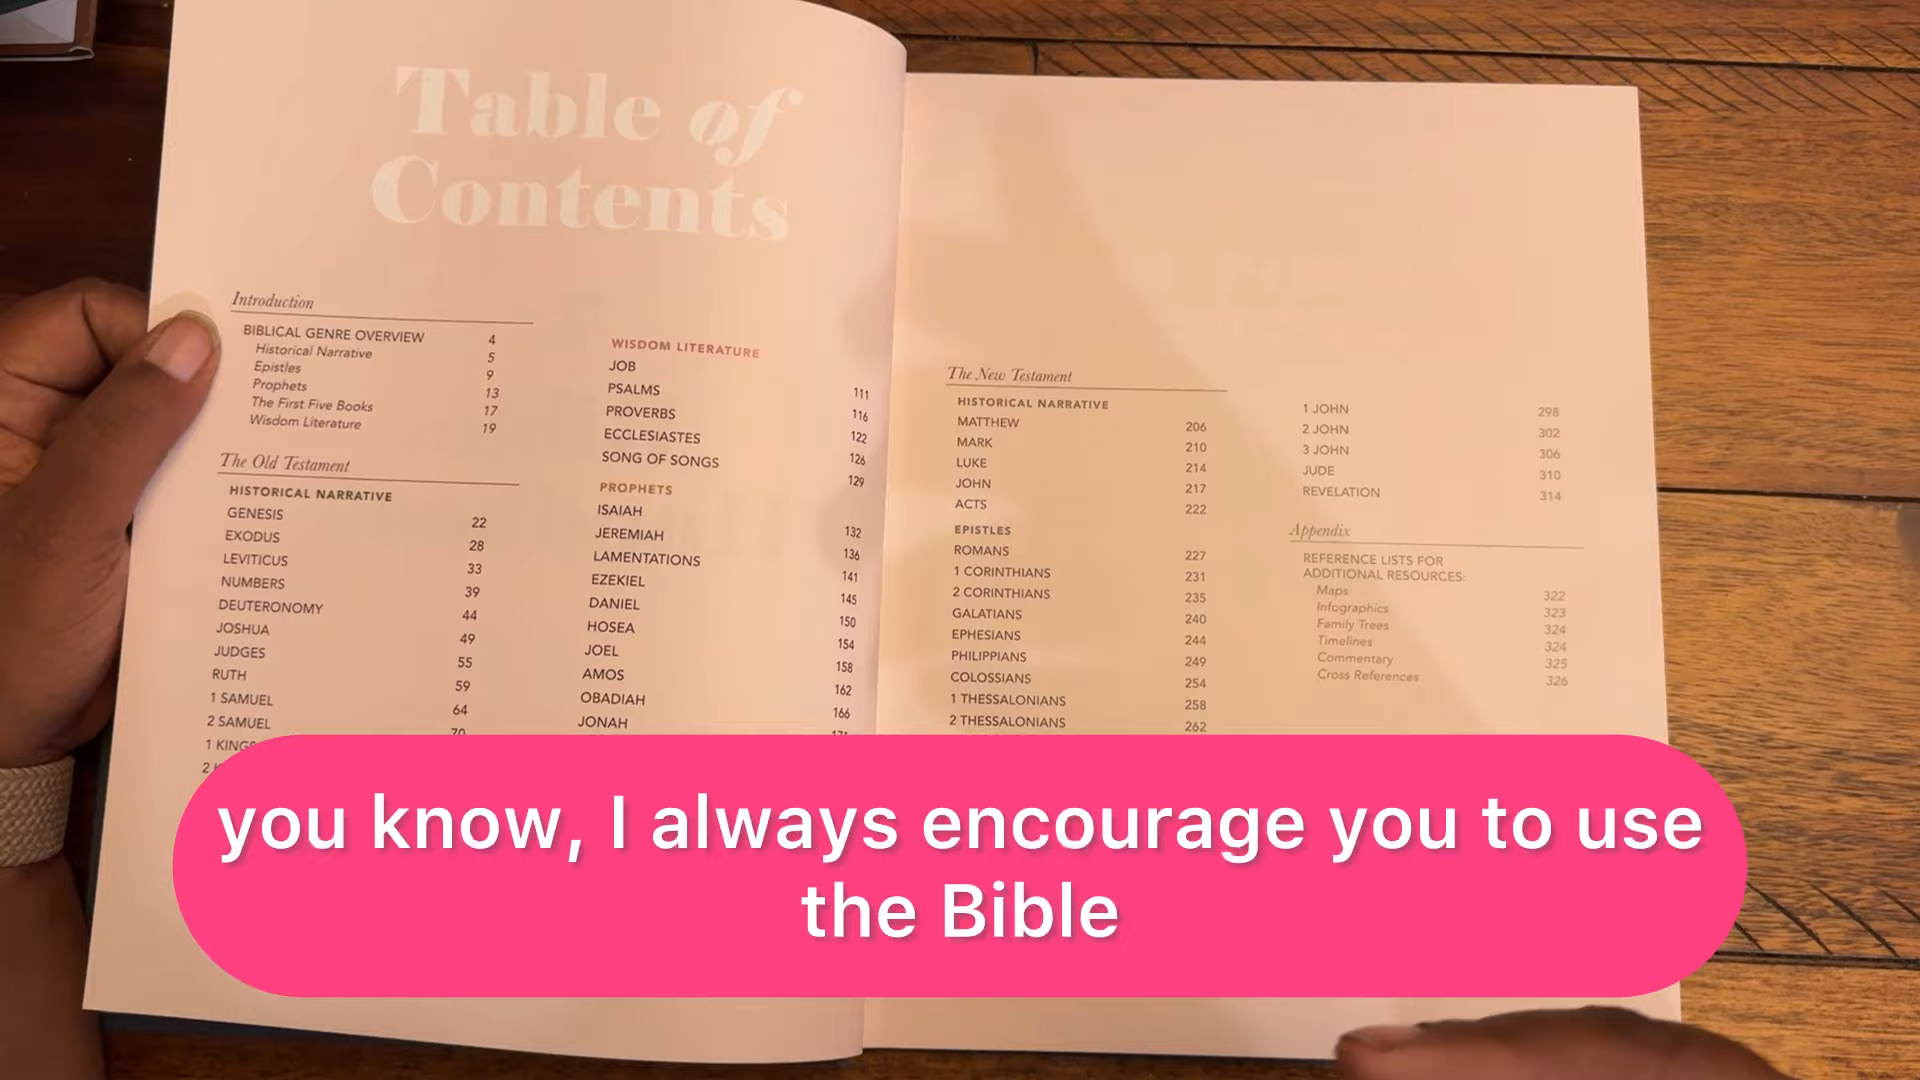 Table of
Contents
Introduction
BIBLICAL GENRE OVERVIEW 4
Historical Narrative 5
Epistles 9
Prophets 13
The First Five Books 17
Wisdom Literature 19
The Old Testament
HISTORICAL NARRATIVE
GENESIS 22
EXODUS 28
LEVITICUS 33
NUMBERS 39
DEUTERONOMY 44
JOSHUA 49
JUDGES 55
RUTH 59
1 SAMUEL 64
2 SAMUEL 70
1 KINGS
2
WISDOM LITERATURE
JOB 111
PSALMS 116
PROVERBS 122
ECCLESIASTES 126
SONG OF SONGS 129
PROPHETS
ISAIAH 132
JEREMIAH 136
LAMENTATIONS 141
EZEKIEL 145
DANIEL 150
HOSEA 154
JOEL 158
AMOS 162
OBADIAH 166
JONAH 171
The New Testament
HISTORICAL NARRATIVE
MATTHEW 206
MARK 210
LUKE 214
JOHN 217
ACTS 222
EPISTLES
ROMANS 227
1 CORINTHIANS 231
2 CORINTHIANS 235
GALATIANS 240
EPHESIANS 244
PHILIPPIANS 249
COLOSSIANS 254
1 THESSALONIANS 258
2 THESSALONIANS 262
1 JOHN 298
2 JOHN 302
3 JOHN 306
JUDE 310
REVELATION 314
Appendix
REFERENCE LISTS FOR
ADDITIONAL RESOURCES:
Maps 322
Infographics 323
Family Trees 324
Timelines 324
Commentary 325
Cross References 326
you know, I always encourage you to use
the Bible